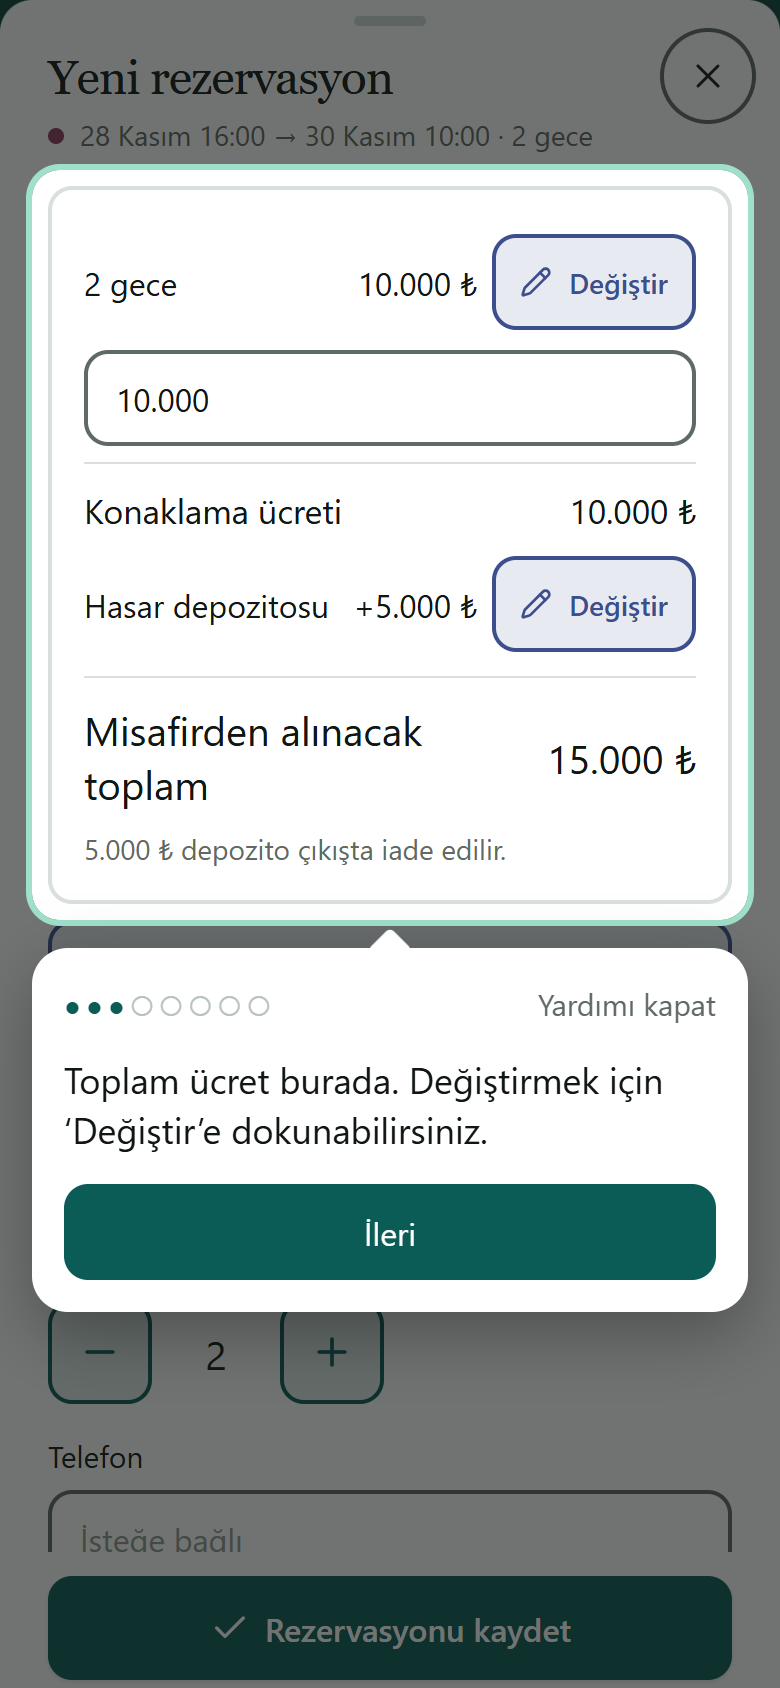 Yeni rezervasyon
28 Kasım 16:00 → 30 Kasım 10:00 · 2 gece
2 gece 10.000 ₺ Değiştir
10.000
Konaklama ücreti 10.000 ₺
Hasar depozitosu +5.000 ₺ Değiştir
Misafirden alınacak
toplam 15.000 ₺
5.000 ₺ depozito çıkışta iade edilir.
Yardımı kapat
Toplam ücret burada. Değiştirmek için
‘Değiştir’e dokunabilirsiniz.
İleri
− 2 +
Telefon
İsteğe bağlı
Rezervasyonu kaydet